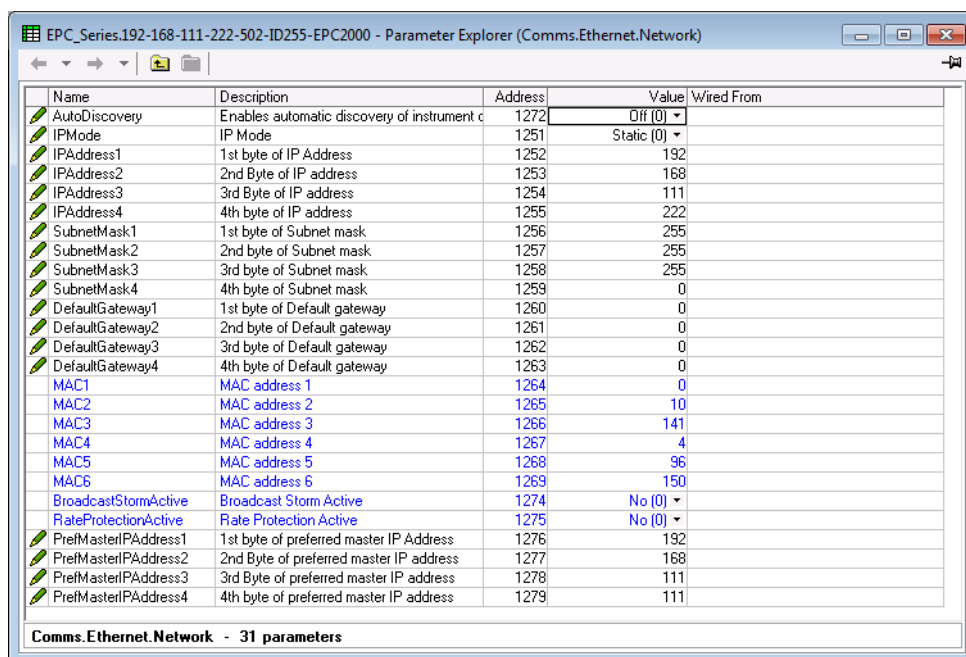 EPC_Series.192-168-111-222-502-ID255-EPC2000 - Parameter Explorer (Comms.Ethernet.Network)
Name Description Address Value Wired From
AutoDiscovery Enables automatic discovery of instrument c 1272 Off (0)
IPMode IP Mode 1251 Static (0)
IPAddress1 1st byte of IP Address 1252 192
IPAddress2 2nd Byte of IP address 1253 168
IPAddress3 3rd Byte of IP address 1254 111
IPAddress4 4th byte of IP address 1255 222
SubnetMask1 1st byte of Subnet mask 1256 255
SubnetMask2 2nd byte of Subnet mask 1257 255
SubnetMask3 3rd byte of Subnet mask 1258 255
SubnetMask4 4th byte of Subnet mask 1259 0
DefaultGateway1 1st byte of Default gateway 1260 0
DefaultGateway2 2nd byte of Default gateway 1261 0
DefaultGateway3 3rd byte of Default gateway 1262 0
DefaultGateway4 4th byte of Default gateway 1263 0
MAC1 MAC address 1 1264 0
MAC2 MAC address 2 1265 10
MAC3 MAC address 3 1266 141
MAC4 MAC address 4 1267 4
MAC5 MAC address 5 1268 96
MAC6 MAC address 6 1269 150
BroadcastStormActive Broadcast Storm Active 1274 No (0)
RateProtectionActive Rate Protection Active 1275 No (0)
PrefMasterIPAddress1 1st byte of preferred master IP Address 1276 192
PrefMasterIPAddress2 2nd Byte of preferred master IP address 1277 168
PrefMasterIPAddress3 3rd Byte of preferred master IP address 1278 111
PrefMasterIPAddress4 4th byte of preferred master IP address 1279 111
Comms.Ethernet.Network - 31 parameters